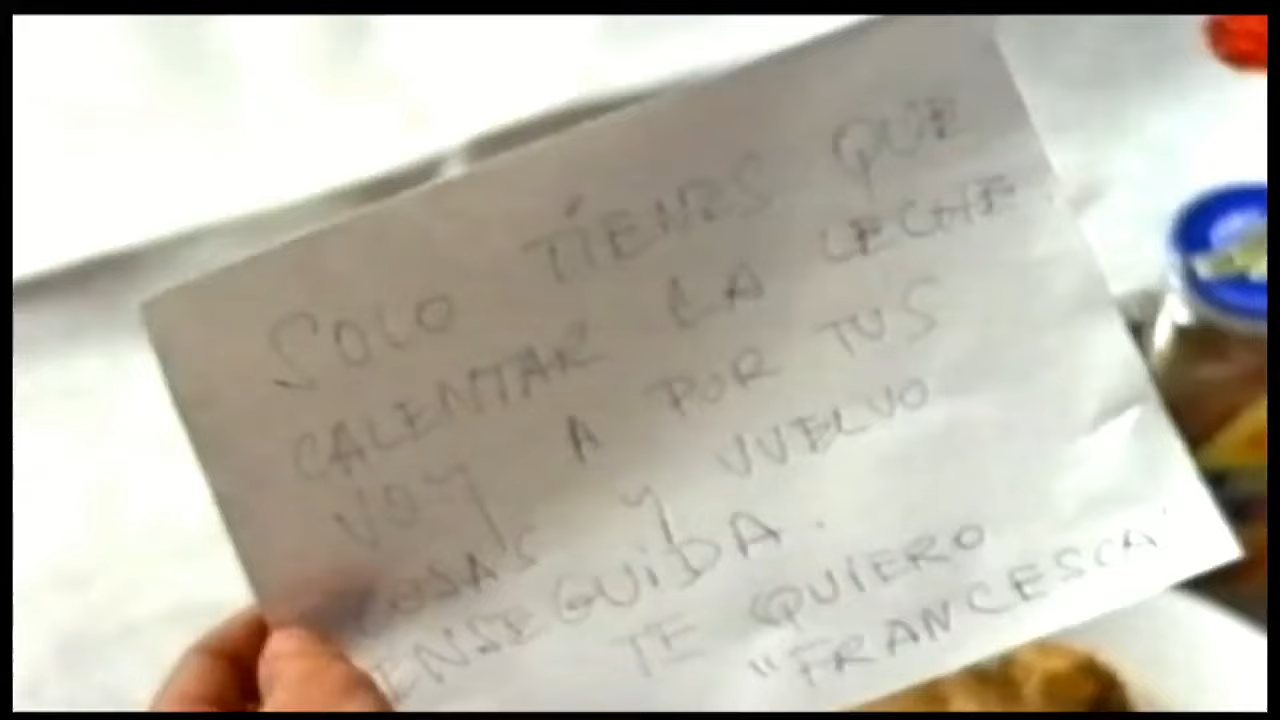 SOLO TIENES QUE
CALENTAR LA LECHE
VOY A POR TUS
COSAS Y VUELVO
ENSEGUIDA.
TE QUIERO
"FRANCESCA"